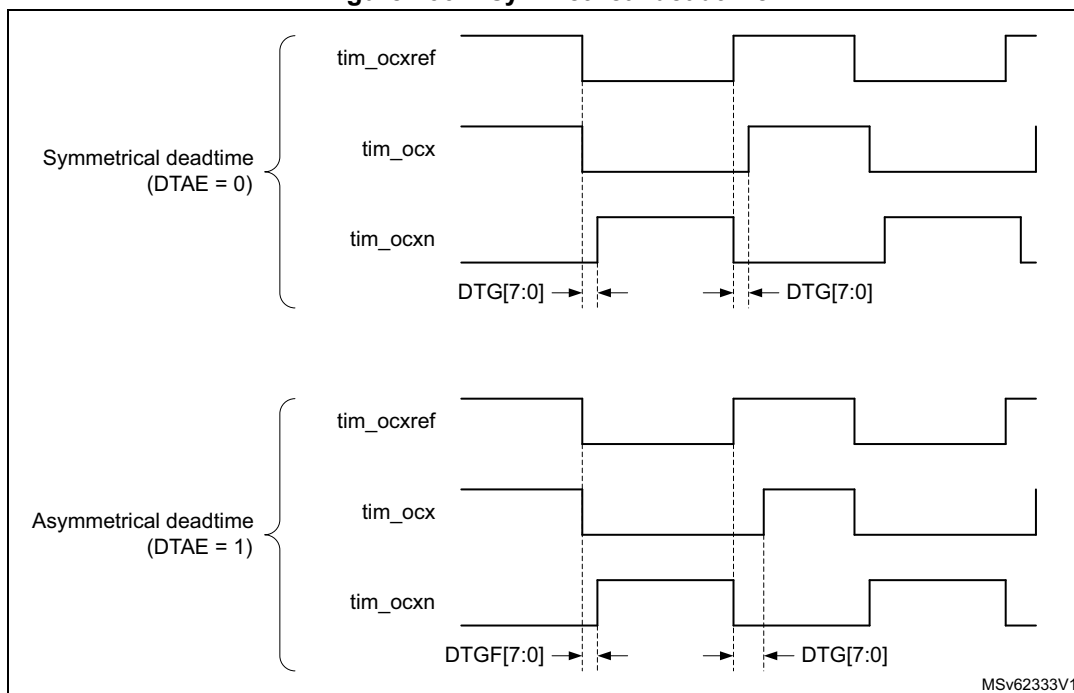 tim_ocxref
tim_ocx
Symmetrical deadtime
(DTAE = 0)
tim_ocxn
DTG[7:0]
DTG[7:0]
tim_ocxref
tim_ocx
Asymmetrical deadtime
(DTAE = 1)
tim_ocxn
DTGF[7:0]
DTG[7:0]
MSv62333V1